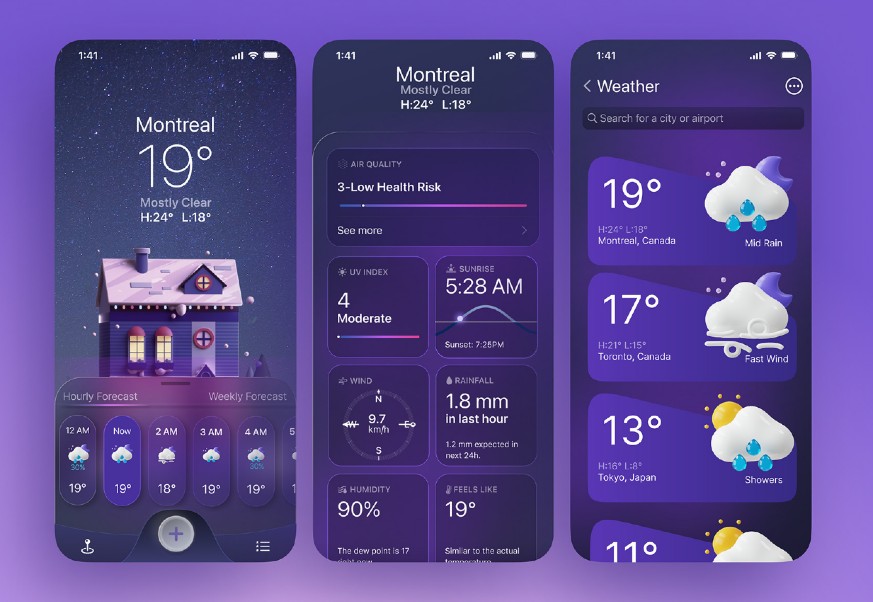 1:41
Montreal
19°
Mostly Clear
H:24° L:18°
Hourly Forecast
Weekly Forecast
12 AM
Now
2 AM
3 AM
4 AM
5
30%
30%
19°
19°
18°
19°
19°
1:41
Montreal
Mostly Clear
H:24° L:18°
AIR QUALITY
3-Low Health Risk
See more
UV INDEX
4
Moderate
SUNRISE
5:28 AM
Sunset: 7:25PM
WIND
N
W
E
S
9.7
km/h
RAINFALL
1.8 mm
in last hour
1.2 mm expected in
next 24h.
HUMIDITY
90%
The dew point is 17
right now
FEELS LIKE
19°
Similar to the actual
temperature
1:41
Weather
Search for a city or airport
19°
H:24° L:18°
Montreal, Canada
Mid Rain
17°
H:21° L:15°
Toronto, Canada
Fast Wind
13°
H:16° L:8°
Tokyo, Japan
Showers
11°